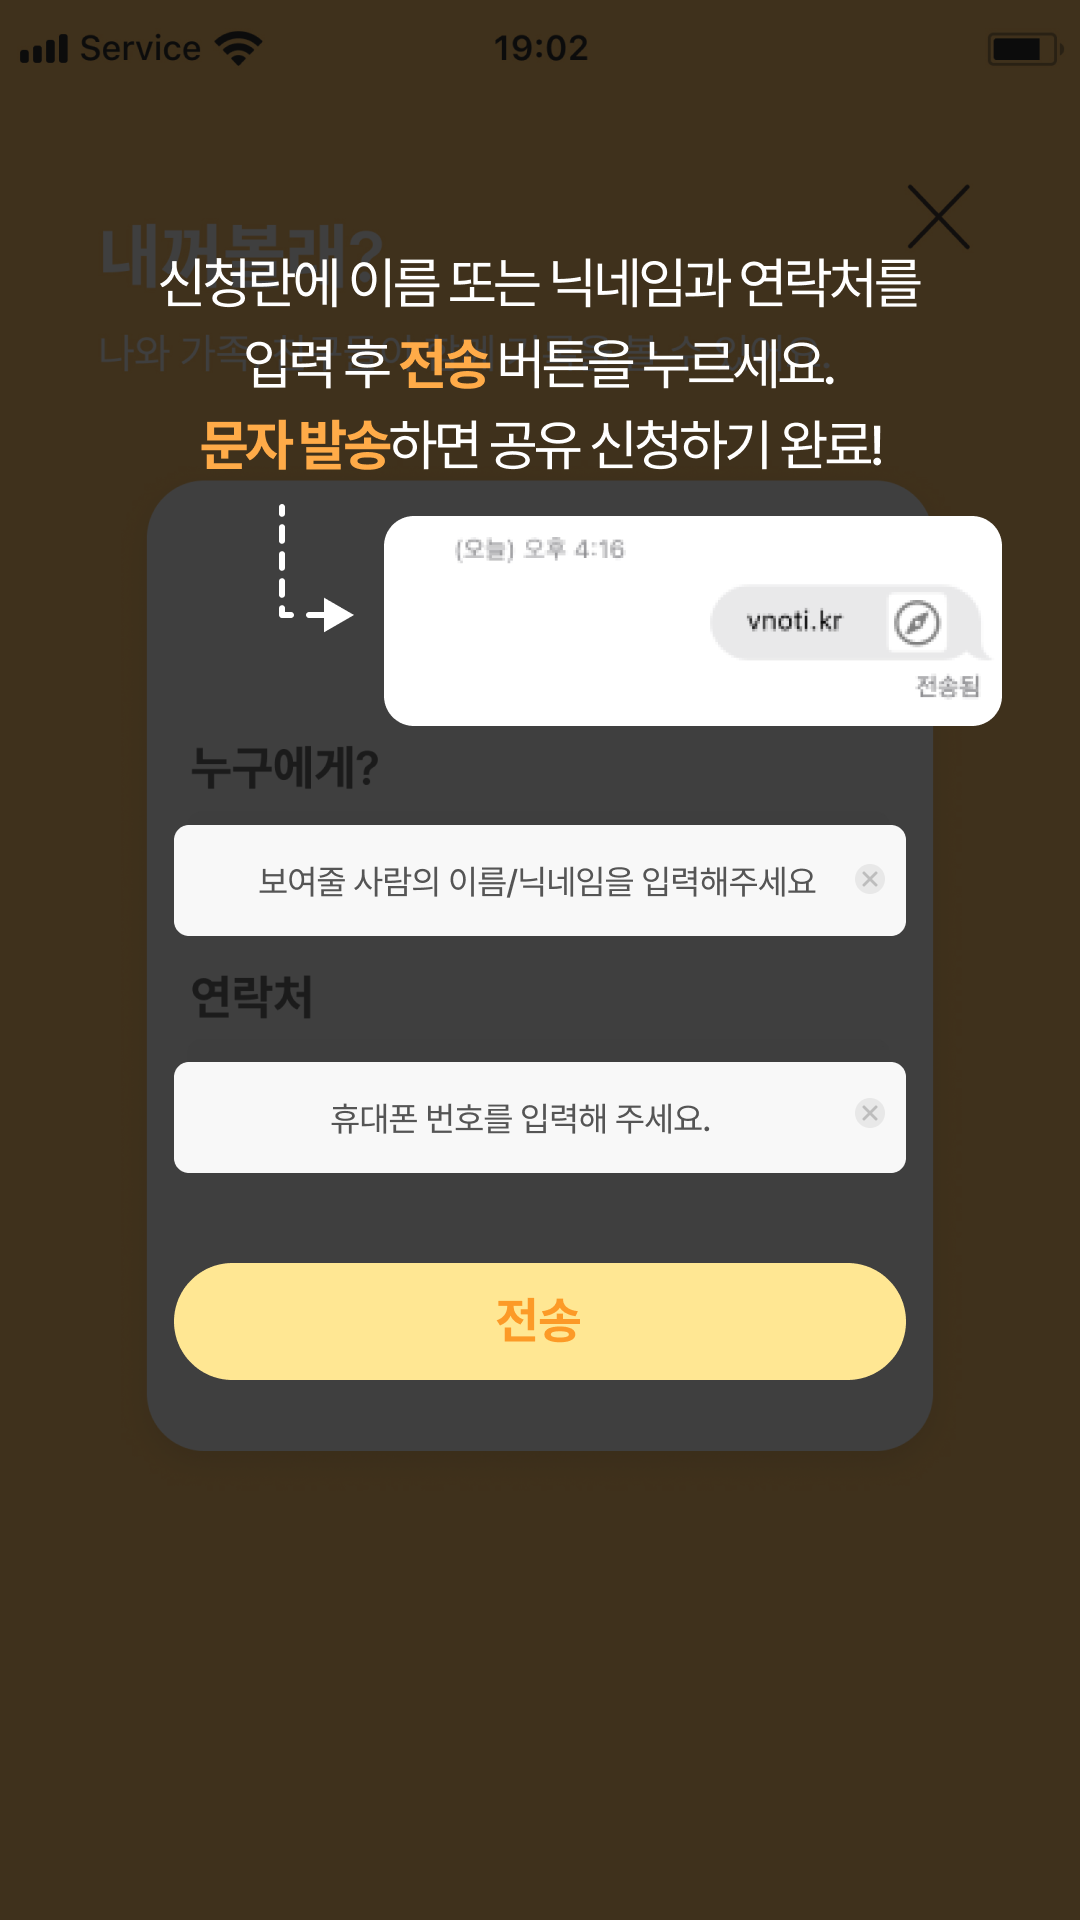 Service
19:02
내꺼볼래?
신청란에 이름 또는 닉네임과 연락처를
나와 가족
입력 후 전송 버튼을 누르세요.
문자 발송하면 공유 신청하기 완료!
(오늘) 오후 4:16
vnoti.kr
전송됨
누구에게?
보여줄 사람의 이름/닉네임을 입력해주세요
연락처
휴대폰 번호를 입력해 주세요.
전송